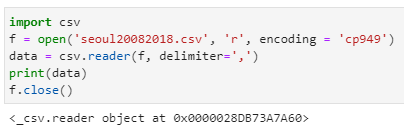 import csv
f = open('seoul20082018.csv', 'r', encoding = 'cp949')
data = csv.reader(f, delimiter=',')
print(data)
f.close()
<_csv.reader object at 0x0000028DB73A7A60>